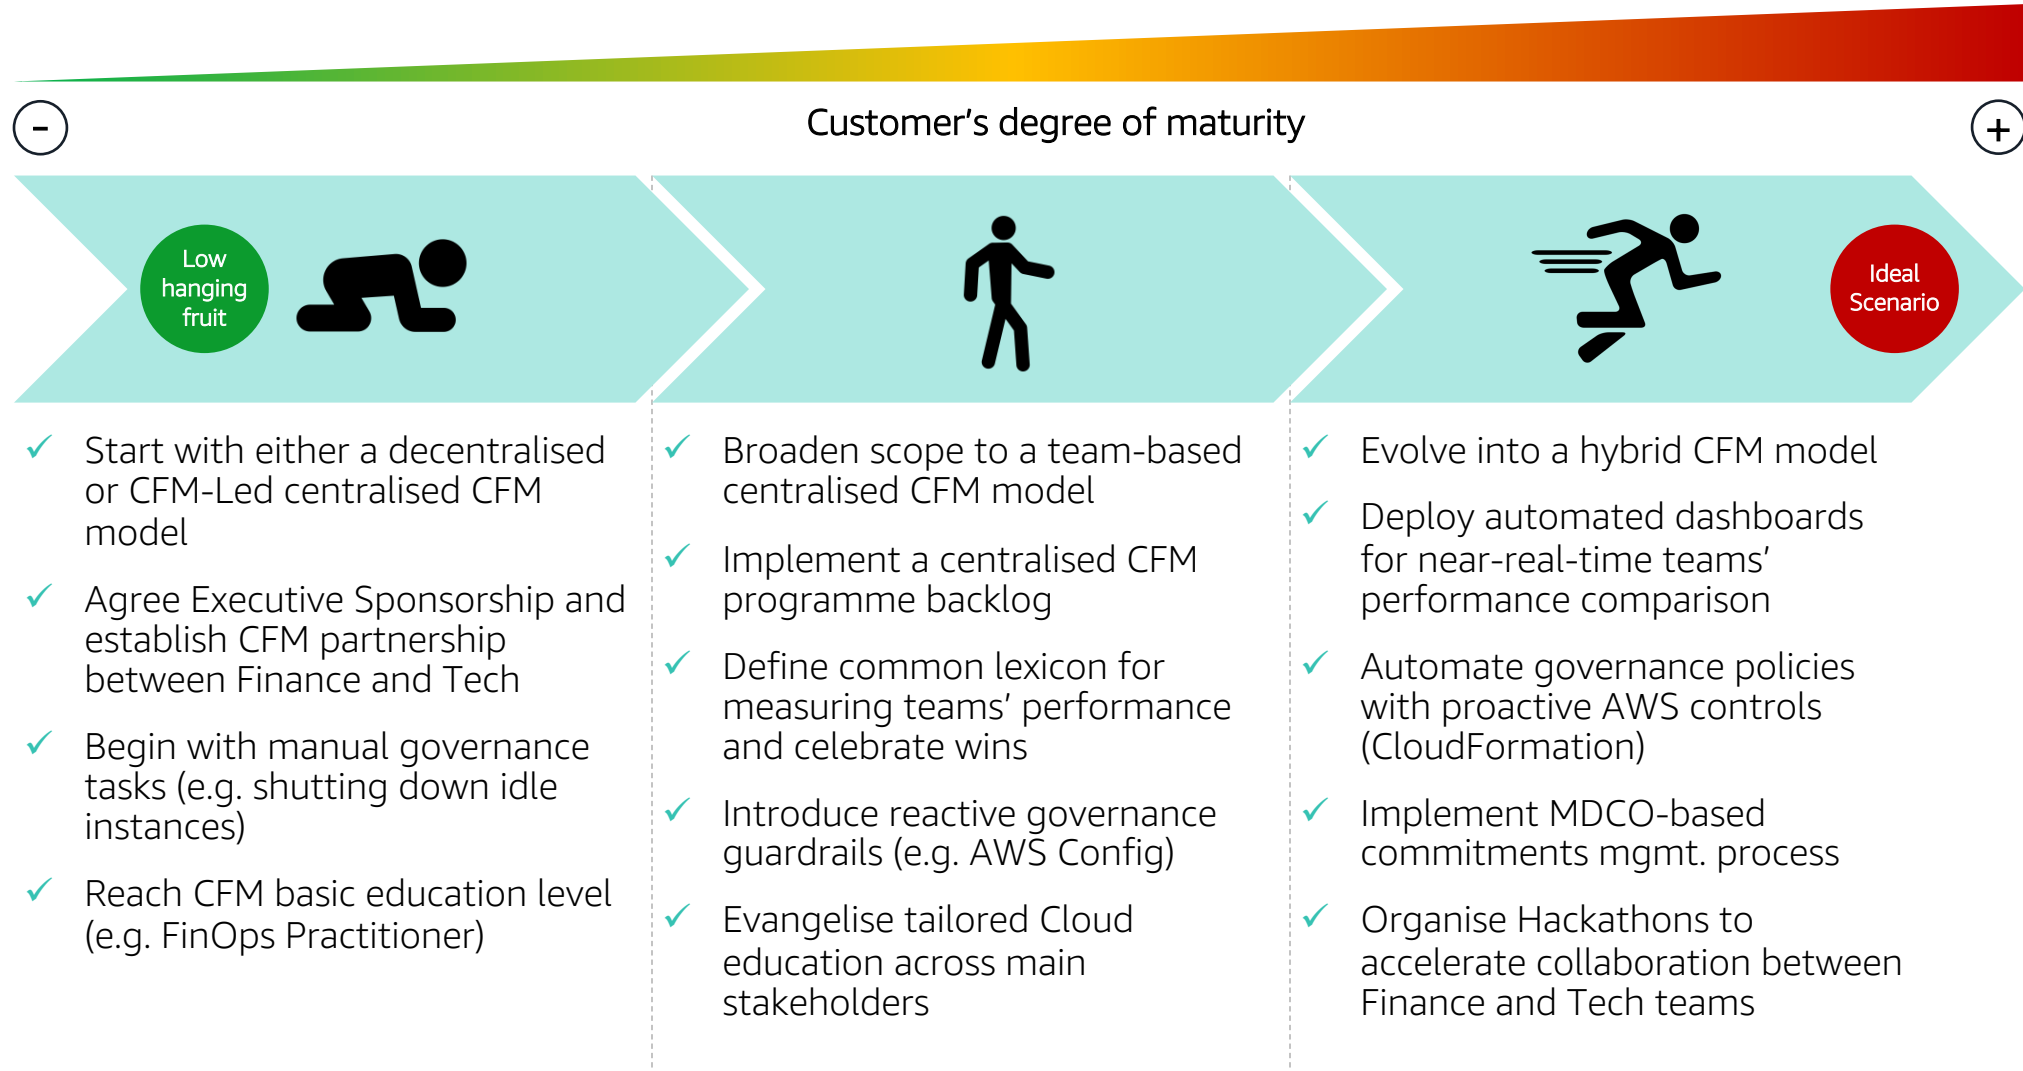 -
Customer's degree of maturity
+
Low
hanging
fruit
Ideal
Scenario
Start with either a decentralised
or CFM-Led centralised CFM
model
Agree Executive Sponsorship and
establish CFM partnership
between Finance and Tech
Begin with manual governance
tasks (e.g. shutting down idle
instances)
Reach CFM basic education level
(e.g. FinOps Practitioner)
Broaden scope to a team-based
centralised CFM model
Implement a centralised CFM
programme backlog
Define common lexicon for
measuring teams' performance
and celebrate wins
Introduce reactive governance
guardrails (e.g. AWS Config)
Evangelise tailored Cloud
education across main
stakeholders
Evolve into a hybrid CFM model
Deploy automated dashboards
for near-real-time teams'
performance comparison
Automate governance policies
with proactive AWS controls
(CloudFormation)
Implement MDCO-based
commitments mgmt. process
Organise Hackathons to
accelerate collaboration between
Finance and Tech teams